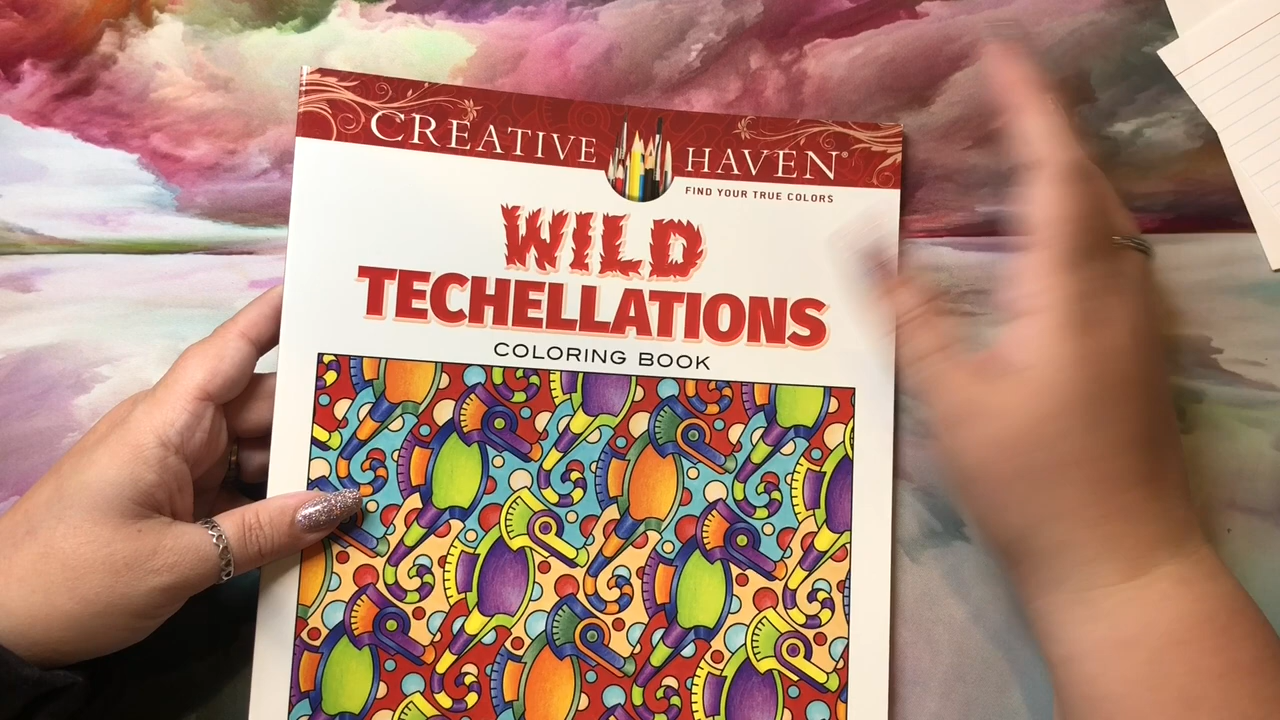 CREATIVE HAVEN®
FIND YOUR TRUE COLORS
WILD
TECHELLATIONS
COLORING BOOK